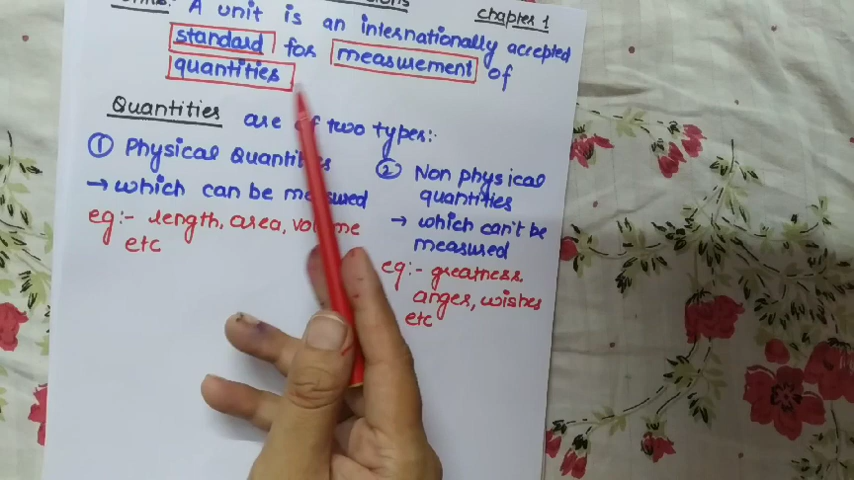 chapter 1
A unit is an internationally accepted
standard for measurement of
quantities
Quantities are of two types:-
① Physical Quantities
→ which can be measured
eg:- length, area, volume
etc
② Non physical
quantities
→ which can't be
measured
eg:- greatness,
anger, wishes
etc